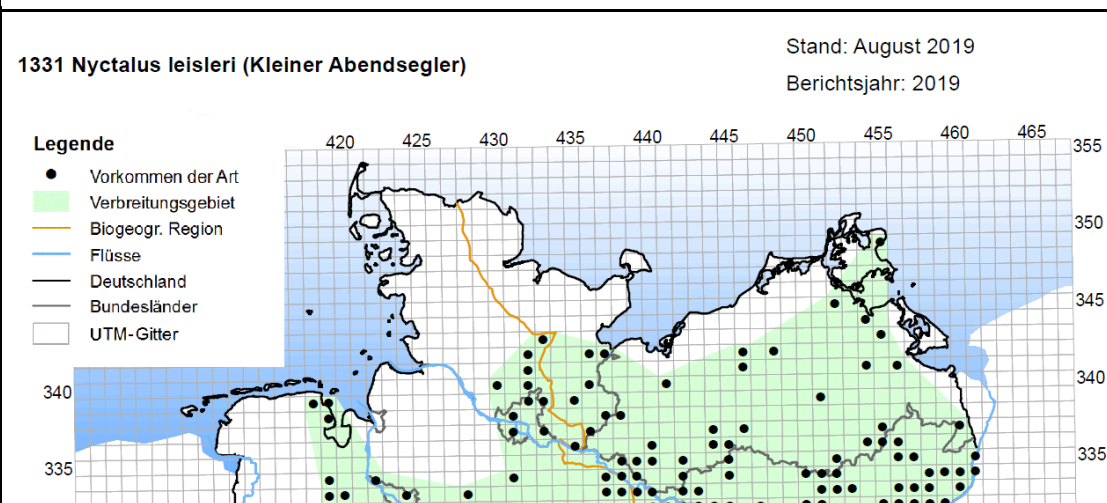 Stand: August 2019
1331 Nyctalus leisleri (Kleiner Abendsegler)
Berichtsjahr: 2019
420 425 430 435 440 445 450 455 460 465
Legende
355
Vorkommen der Art
Verbreitungsgebiet
350
Biogeogr. Region
Flüsse
Deutschland
345
Bundesländer
UTM-Gitter
340 340
335 335